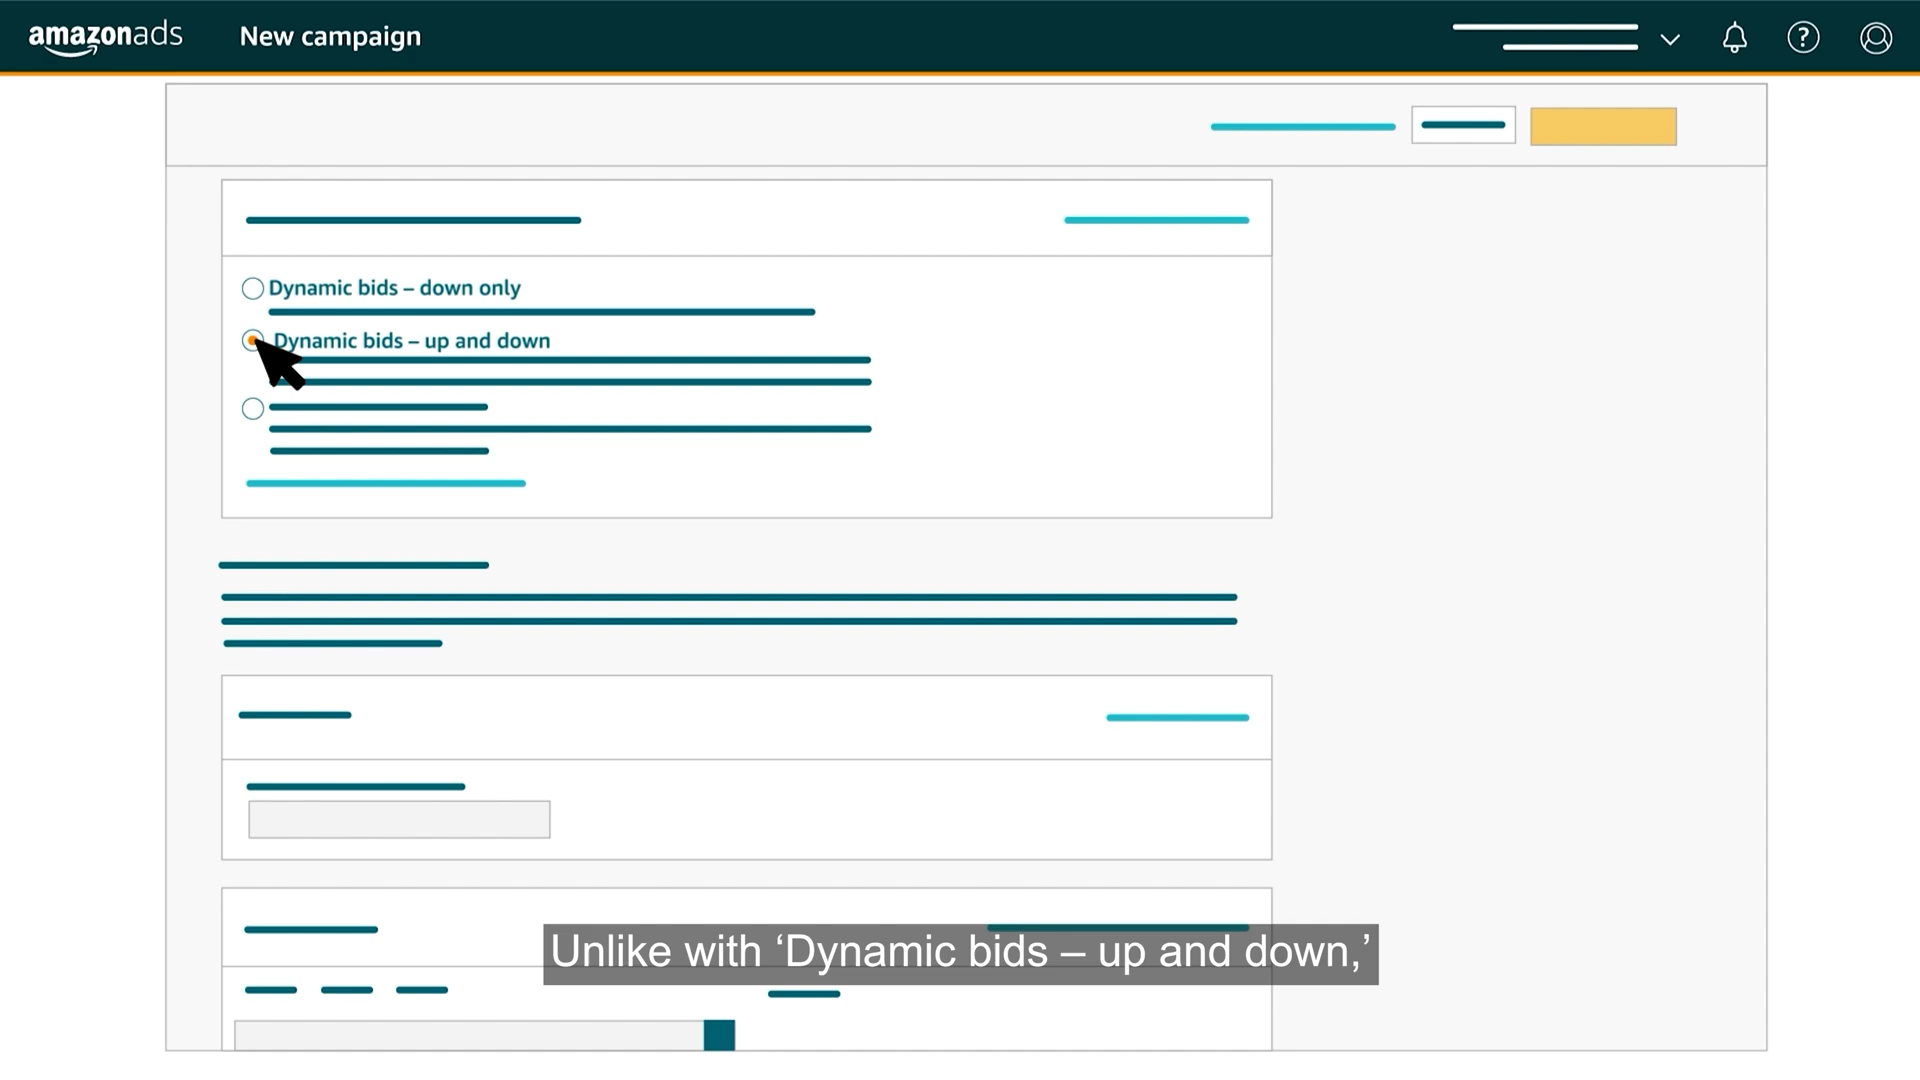 amazonads
New campaign
Dynamic bids – down only
Dynamic bids – up and down
Unlike with ‘Dynamic bids – up and down,’